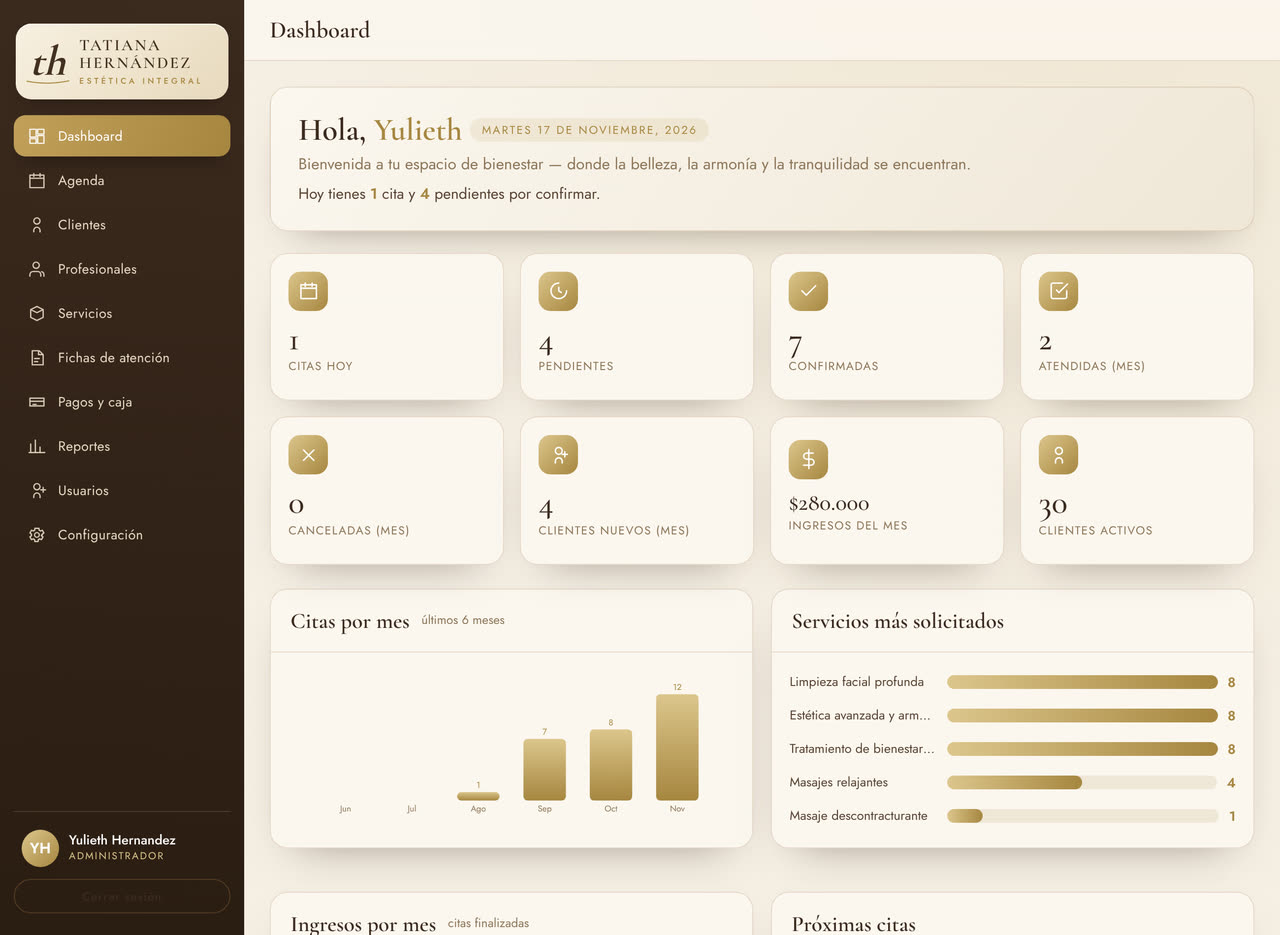 th
TATIANA
HERNÁNDEZ
ESTÉTICA INTEGRAL
Dashboard
Agenda
Clientes
Profesionales
Servicios
Fichas de atención
Pagos y caja
Reportes
Usuarios
Configuración
YH
Yulieth Hernandez
ADMINISTRADOR
Cerrar sesión
Dashboard
Hola, Yulieth MARTES 17 DE NOVIEMBRE, 2026
Bienvenida a tu espacio de bienestar — donde la belleza, la armonía y la tranquilidad se encuentran.
Hoy tienes 1 cita y 4 pendientes por confirmar.
1
CITAS HOY
4
PENDIENTES
7
CONFIRMADAS
2
ATENDIDAS (MES)
0
CANCELADAS (MES)
4
CLIENTES NUEVOS (MES)
$280.000
INGRESOS DEL MES
30
CLIENTES ACTIVOS
Citas por mes últimos 6 meses
1
7
8
12
Jun Jul Ago Sep Oct Nov
Servicios más solicitados
Limpieza facial profunda 8
Estética avanzada y arm... 8
Tratamiento de bienestar... 8
Masajes relajantes 4
Masaje descontracturante 1
Ingresos por mes citas finalizadas
Próximas citas